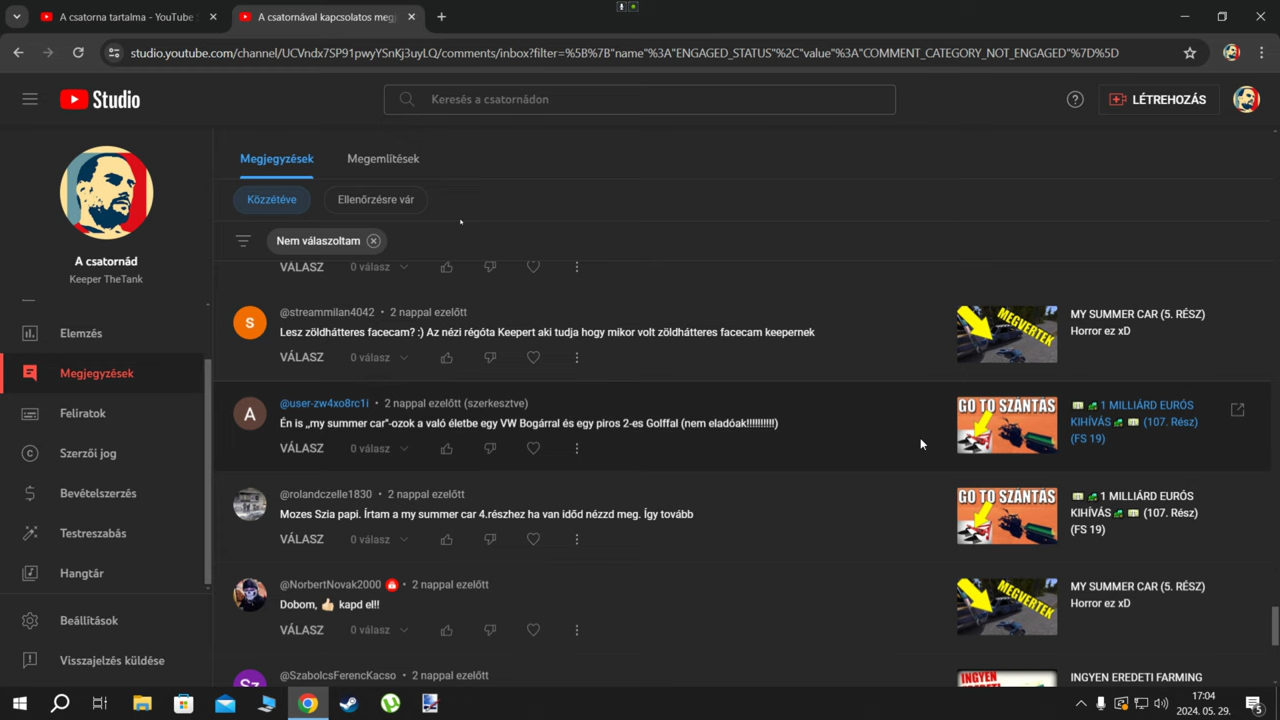 A csatorna tartalma - YouTube S
A csatornával kapcsolatos megj
studio.youtube.com/channel/UCVndx7SP91pwyYSnKj3uyLQ/comments/inbox?filter=%5B%7B"name"%3A"ENGAGED_STATUS"%2C"value"%3A"COMMENT_CATEGORY_NOT_ENGAGED"%7D%5D
Studio
Keresés a csatornádon
LÉTREHOZÁS
A csatornád
Keeper TheTank
Elemzés
Megjegyzések
Feliratok
Szerzői jog
Bevételszerzés
Testreszabás
Hangtár
Beállítások
Visszajelzés küldése
Megjegyzések
Megemlítések
Közzétéve
Ellenőrzésre vár
Nem válaszoltam
VÁLASZ 0 válasz
@streammilan4042 • 2 nappal ezelőtt
Lesz zöldhátteres facecam? :) Az nézi régóta Keepert aki tudja hogy mikor volt zöldhátteres facecam keepernek
VÁLASZ 0 válasz
MEGVERTEK
MY SUMMER CAR (5. RÉSZ)
Horror ez xD
A
@user-zw4xo8rc1i • 2 nappal ezelőtt (szerkesztve)
Én is „my summer car"-ozok a való életbe egy VW Bogárral és egy piros 2-es Golffal (nem eladóak!!!!!!!!!!)
VÁLASZ 0 válasz
GO TO SZÁNTÁS
1 MILLIÁRD EURÓS
KIHÍVÁS (107. Rész)
(FS 19)
@rolandczelle1830 • 2 nappal ezelőtt
Mozes Szia papi. Írtam a my summer car 4.részhez ha van időd nézzd meg. Így tovább
VÁLASZ 0 válasz
GO TO SZÁNTÁS
1 MILLIÁRD EURÓS
KIHÍVÁS (107. Rész)
(FS 19)
@NorbertNovak2000 • 2 nappal ezelőtt
Dobom, 👍🏼 kapd el!!
VÁLASZ 0 válasz
MEGVERTEK
MY SUMMER CAR (5. RÉSZ)
Horror ez xD
Sz
@SzabolcsFerencKacso • 2 nappal ezelőtt
INGYEN
INGYEN EREDETI FARMING
17:04
2024. 05. 29.
5